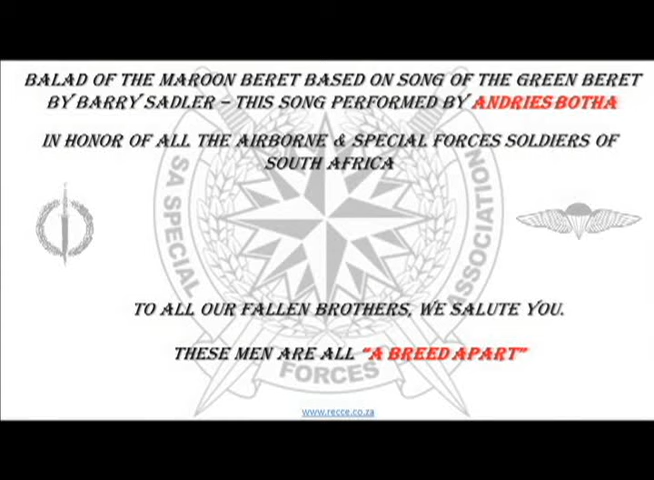 BALAD OF THE MAROON BERET BASED ON SONG OF THE GREEN BERET
BY BARRY SADLER – THIS SONG PERFORMED BY ANDRIES BOTHA
IN HONOR OF ALL THE AIRBORNE & SPECIAL FORCES SOLDIERS OF
SOUTH AFRICA
SA SPECIAL
ASSOCIATION
TO ALL OUR FALLEN BROTHERS, WE SALUTE YOU.
THESE MEN ARE ALL "A BREED APART"
FORCES
www.recce.co.za